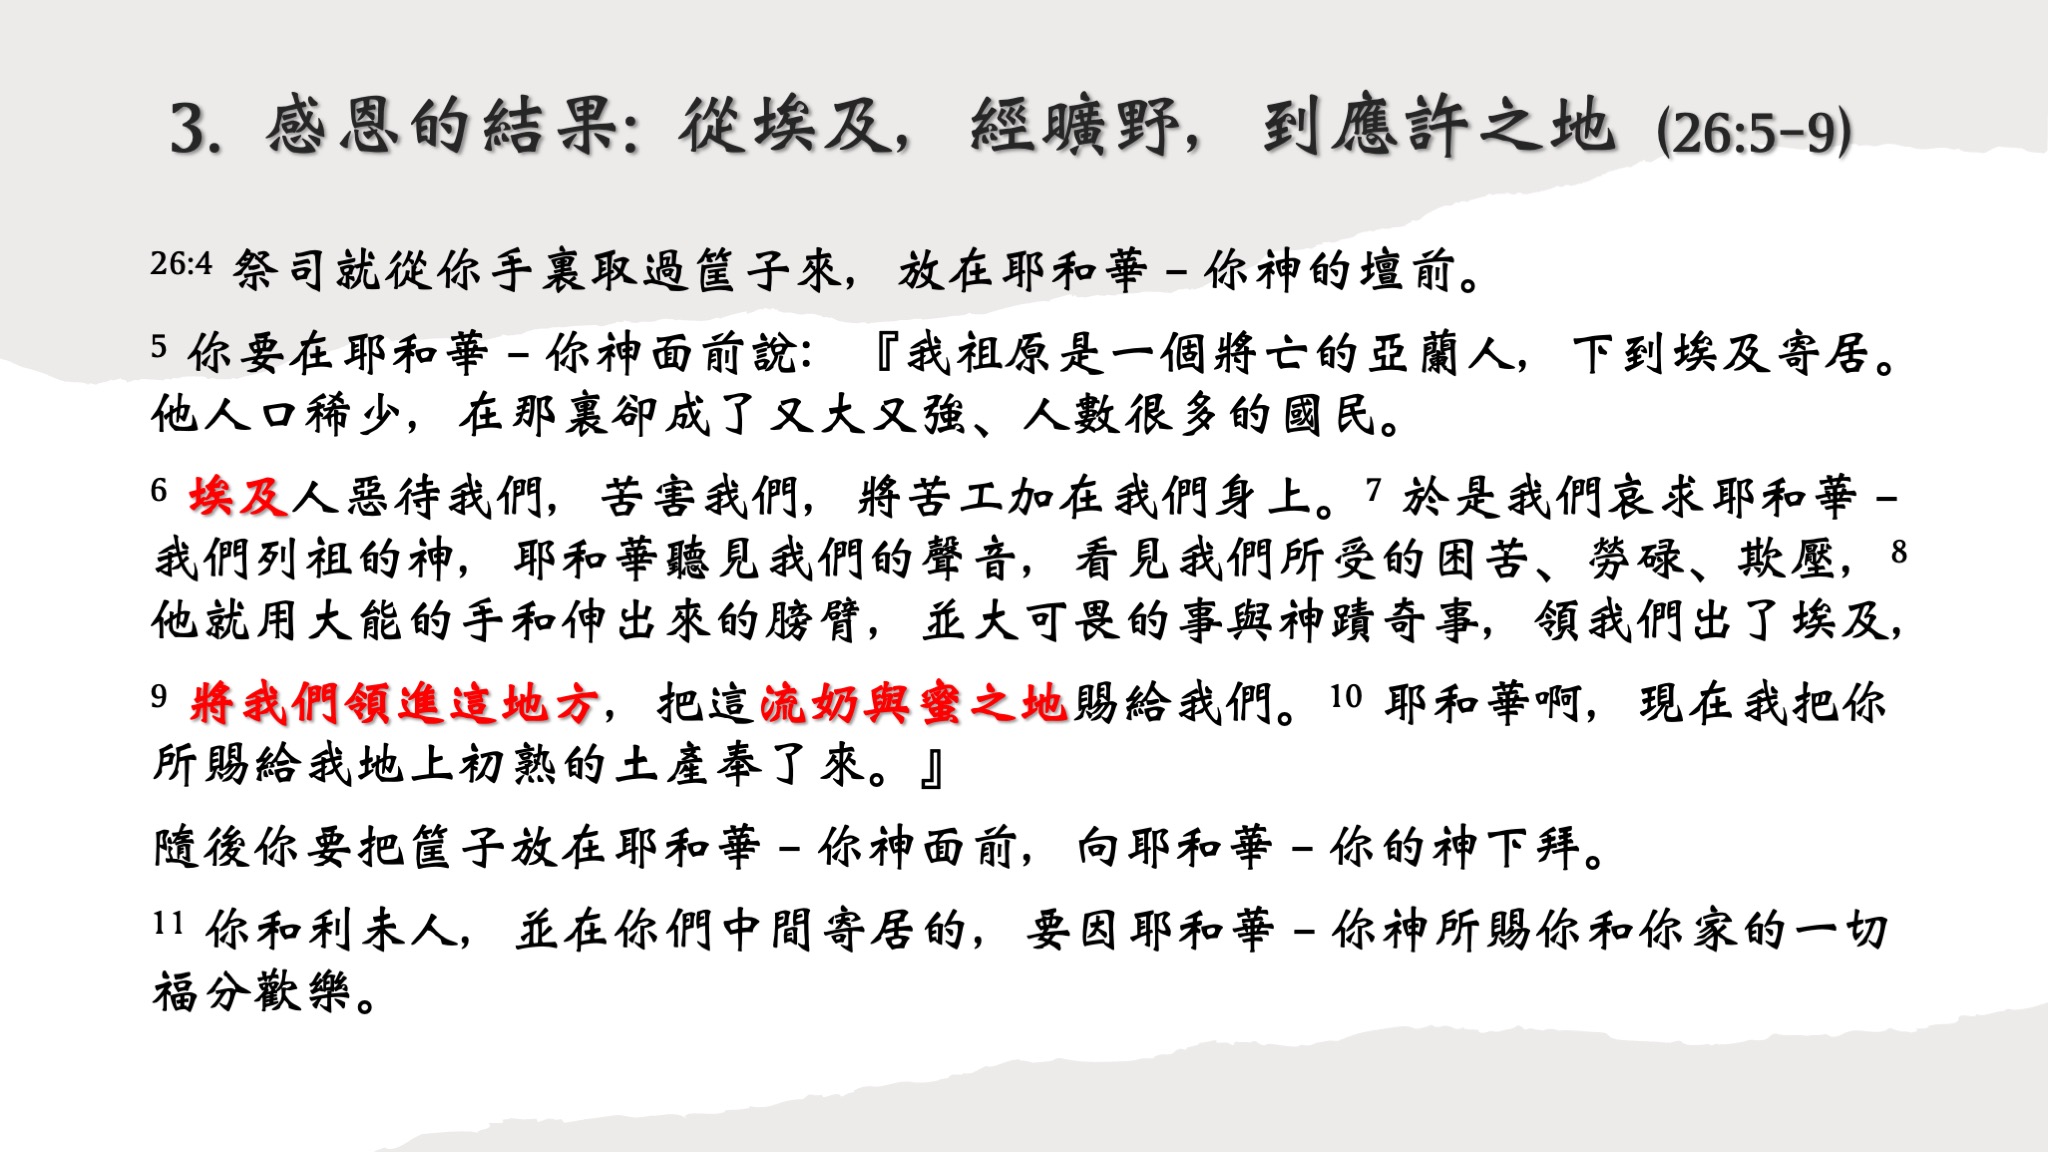 3. 感恩的結果: 從埃及, 經曠野, 到應許之地 (26:5-9)
26:4 祭司就從你手裏取過筐子來, 放在耶和華－你神的壇前。
5 你要在耶和華－你神面前說: 『我祖原是一個將亡的亞蘭人, 下到埃及寄居。
他人口稀少, 在那裏卻成了又大又強、人數很多的國民。
6 埃及人惡待我們, 苦害我們, 將苦工加在我們身上。7 於是我們哀求耶和華－
我們列祖的神, 耶和華聽見我們的聲音, 看見我們所受的困苦、勞碌、欺壓, 8
他就用大能的手和伸出來的膀臂, 並大可畏的事與神蹟奇事, 領我們出了埃及,
9 將我們領進這地方, 把這流奶與蜜之地賜給我們。10 耶和華啊, 現在我把你
所賜給我地上初熟的土產奉了來。』
隨後你要把筐子放在耶和華－你神面前, 向耶和華－你的神下拜。
11 你和利未人, 並在你們中間寄居的, 要因耶和華－你神所賜你和你家的一切
福分歡樂。